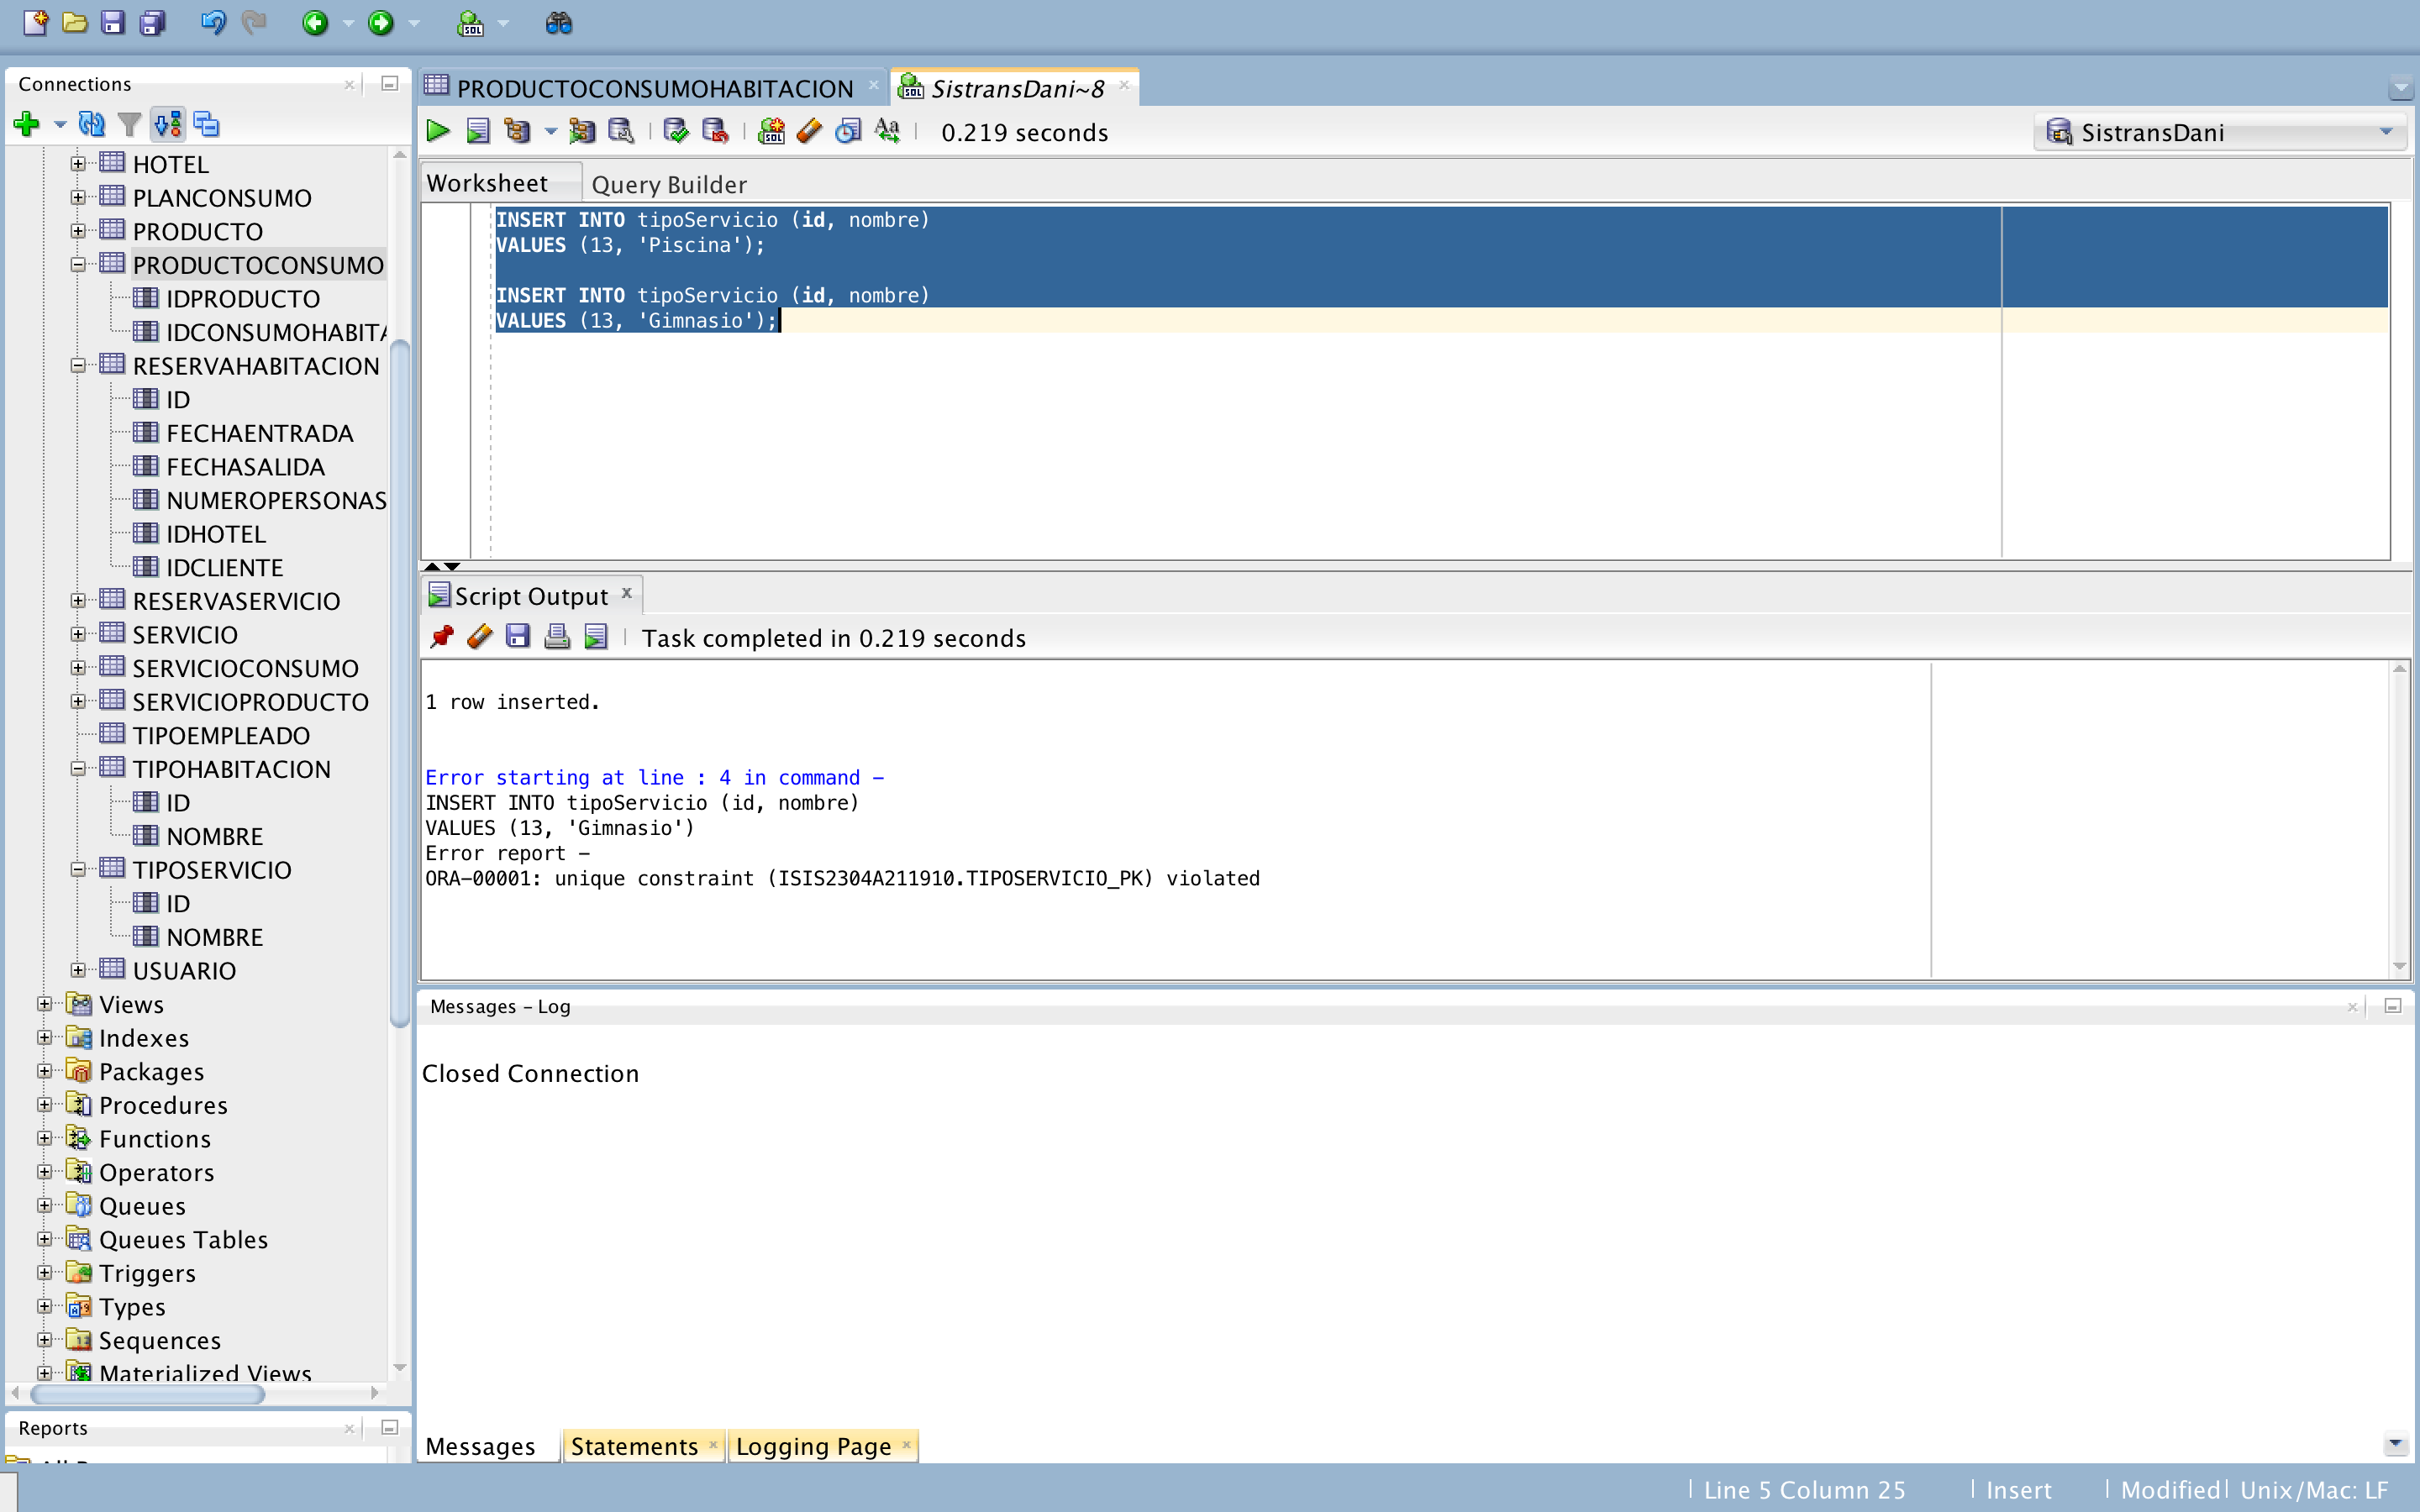 Connections
HOTEL
PLANCONSUMO
PRODUCTO
PRODUCTOCONSUMO
IDPRODUCTO
IDCONSUMOHABITA
RESERVAHABITACION
ID
FECHAENTRADA
FECHASALIDA
NUMEROPERSONAS
IDHOTEL
IDCLIENTE
RESERVASERVICIO
SERVICIO
SERVICIOCONSUMO
SERVICIOPRODUCTO
TIPOEMPLEADO
TIPOHABITACION
ID
NOMBRE
TIPOSERVICIO
ID
NOMBRE
USUARIO
Views
Indexes
Packages
Procedures
Functions
Operators
Queues
Queues Tables
Triggers
Types
Sequences
Materialized Views
Reports
PRODUCTOCONSUMOHABITACION
SistransDani~8
0.219 seconds
SistransDani
Worksheet
Query Builder
INSERT INTO tipoServicio (id, nombre)
VALUES (13, 'Piscina');
INSERT INTO tipoServicio (id, nombre)
VALUES (13, 'Gimnasio');
Script Output
Task completed in 0.219 seconds
1 row inserted.
Error starting at line : 4 in command -
INSERT INTO tipoServicio (id, nombre)
VALUES (13, 'Gimnasio')
Error report -
ORA-00001: unique constraint (ISIS2304A211910.TIPOSERVICIO_PK) violated
Messages - Log
Closed Connection
Messages
Statements
Logging Page
Line 5 Column 25
Insert
Modified
Unix/Mac: LF